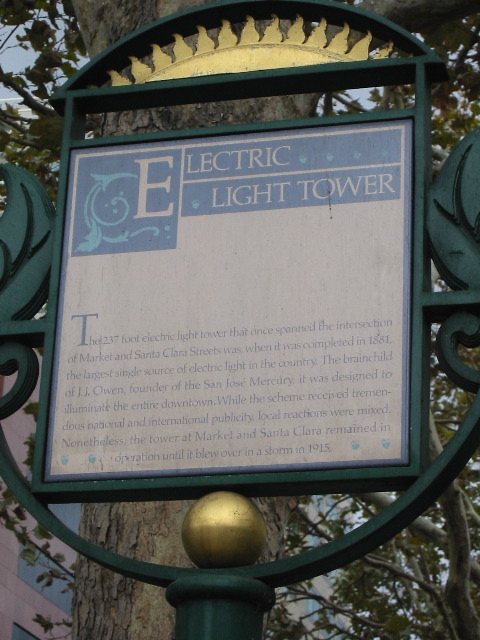 ELECTRIC
LIGHT TOWER
The 237 foot electric light tower that once spanned the intersection
of Market and Santa Clara Streets was, when it was completed in 1881,
the largest single source of electric light in the country. The brainchild
of J.J. Owen, founder of the San José Mercury, it was designed to
illuminate the entire downtown. While the scheme received tremen-
dous national and international publicity, local reactions were mixed.
Nonetheless, the tower at Market and Santa Clara remained in
operation until it blew over in a storm in 1915.